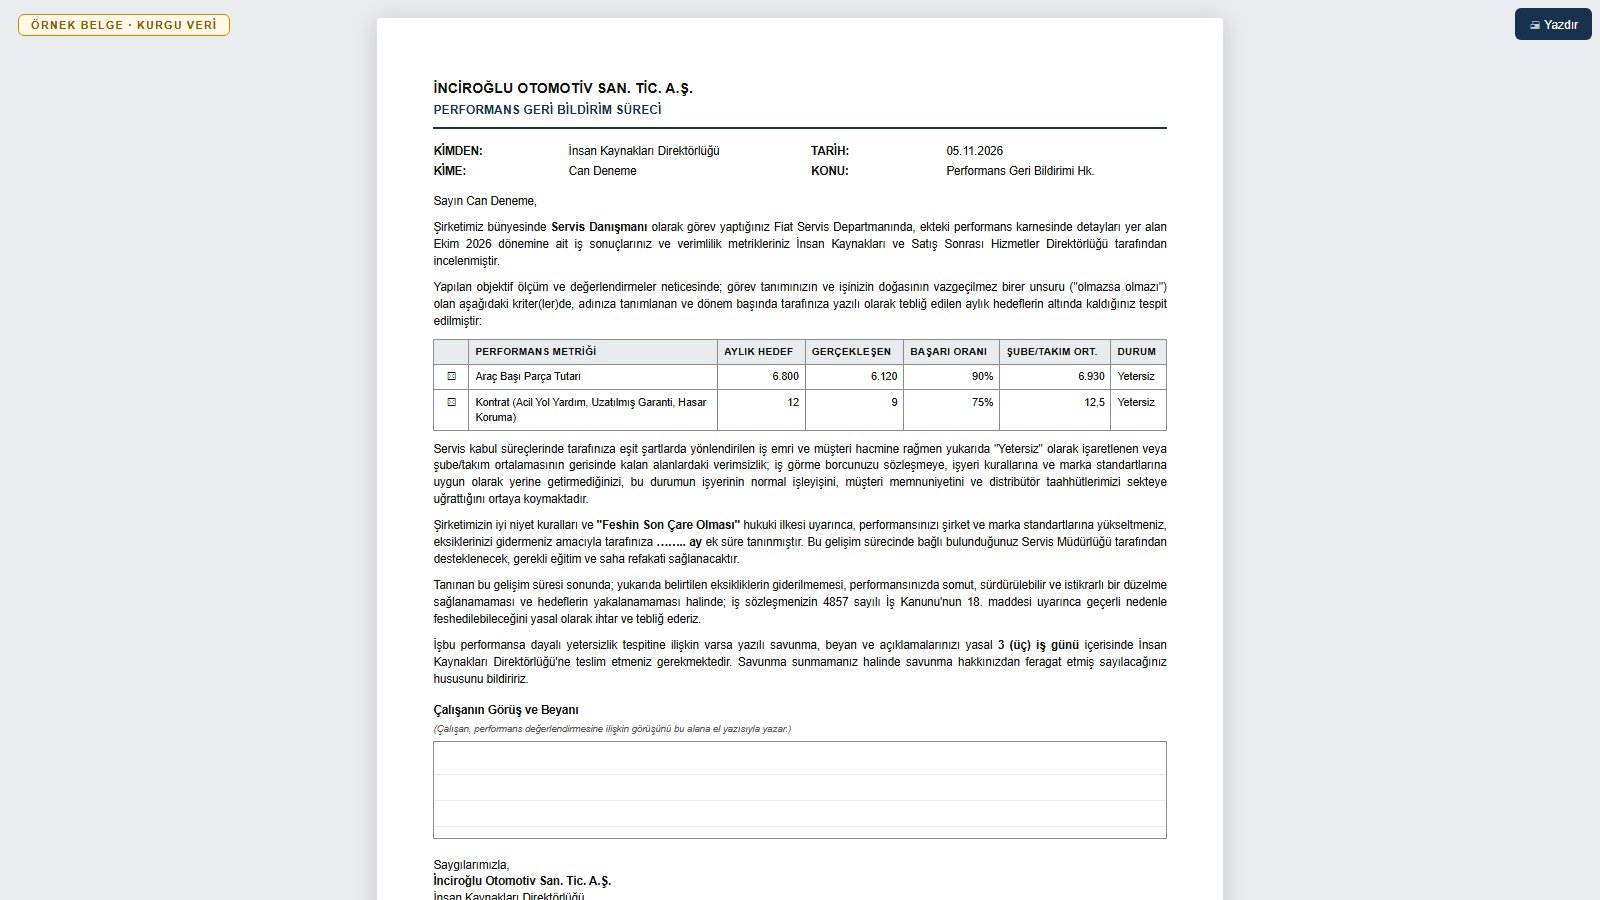 ÖRNEK BELGE · KURGU VERİ
Yazdır
İNCİROĞLU OTOMOTİV SAN. TİC. A.Ş.
PERFORMANS GERİ BİLDİRİM SÜRECİ
KİMDEN: İnsan Kaynakları Direktörlüğü TARİH: 05.11.2026
KİME: Can Deneme KONU: Performans Geri Bildirimi Hk.
Sayın Can Deneme,
Şirketimiz bünyesinde Servis Danışmanı olarak görev yaptığınız Fiat Servis Departmanında, ekteki performans karnesinde detayları yer alan
Ekim 2026 dönemine ait iş sonuçlarınız ve verimlilik metrikleriniz İnsan Kaynakları ve Satış Sonrası Hizmetler Direktörlüğü tarafından
incelenmiştir.
Yapılan objektif ölçüm ve değerlendirmeler neticesinde; görev tanımınızın ve işinizin doğasının vazgeçilmez birer unsuru ("olmazsa olmazı")
olan aşağıdaki kriter(ler)de, adınıza tanımlanan ve dönem başında tarafınıza yazılı olarak tebliğ edilen aylık hedeflerin altında kaldığınız tespit
edilmiştir:
PERFORMANS METRİĞİ AYLIK HEDEF GERÇEKLEŞEN BAŞARI ORANI ŞUBE/TAKIM ORT. DURUM
Araç Başı Parça Tutarı 6.800 6.120 90% 6.930 Yetersiz
Kontrat (Acil Yol Yardım, Uzatılmış Garanti, Hasar 12 9 75% 12,5 Yetersiz
Koruma)
Servis kabul süreçlerinde tarafınıza eşit şartlarda yönlendirilen iş emri ve müşteri hacmine rağmen yukarıda "Yetersiz" olarak işaretlenen veya
şube/takım ortalamasının gerisinde kalan alanlardaki verimsizlik; iş görme borcunuzu sözleşmeye, işyeri kurallarına ve marka standartlarına
uygun olarak yerine getirmediğinizi, bu durumun işyerinin normal işleyişini, müşteri memnuniyetini ve distribütör taahhütlerimizi sekteye
uğrattığını ortaya koymaktadır.
Şirketimizin iyi niyet kuralları ve "Feshin Son Çare Olması" hukuki ilkesi uyarınca, performansınızı şirket ve marka standartlarına yükseltmeniz,
eksiklerinizi gidermeniz amacıyla tarafınıza …….. ay ek süre tanınmıştır. Bu gelişim sürecinde bağlı bulunduğunuz Servis Müdürlüğü tarafından
desteklenecek, gerekli eğitim ve saha refakati sağlanacaktır.
Tanınan bu gelişim süresi sonunda; yukarıda belirtilen eksikliklerin giderilmemesi, performansınızda somut, sürdürülebilir ve istikrarlı bir düzelme
sağlanamaması ve hedeflerin yakalanamaması halinde; iş sözleşmenizin 4857 sayılı İş Kanunu'nun 18. maddesi uyarınca geçerli nedenle
feshedilebileceğini yasal olarak ihtar ve tebliğ ederiz.
İşbu performansa dayalı yetersizlik tespitine ilişkin varsa yazılı savunma, beyan ve açıklamalarınızı yasal 3 (üç) iş günü içerisinde İnsan
Kaynakları Direktörlüğü'ne teslim etmeniz gerekmektedir. Savunma sunmamanız halinde savunma hakkınızdan feragat etmiş sayılacağınız
hususunu bildiririz.
Çalışanın Görüş ve Beyanı
(Çalışan, performans değerlendirmesine ilişkin görüşünü bu alana el yazısıyla yazar.)
Saygılarımızla,
İnciroğlu Otomotiv San. Tic. A.Ş.
İnsan Kaynakları Direktörlüğü